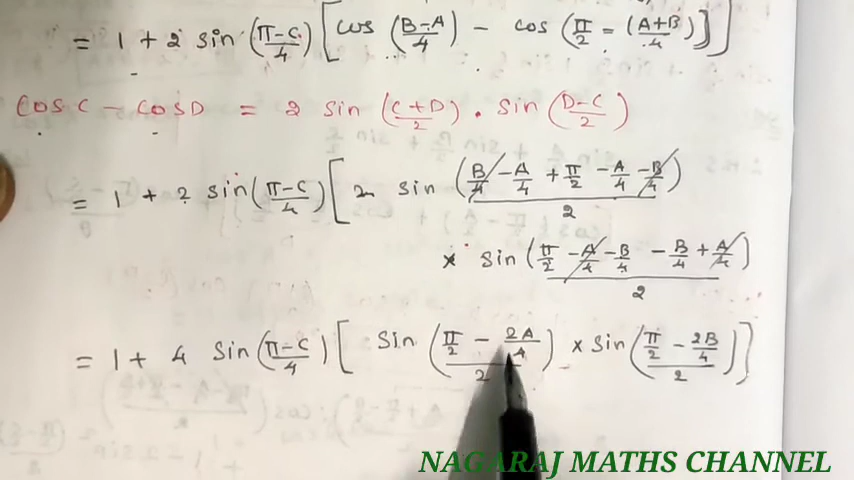 = 1 + 2 sin (π-C/4) [cos (B-A/4) - cos (π/2 - (A+B/4))]
cos C - cos D = 2 sin (C+D/2) . sin (D-C/2)
= 1 + 2 sin (π-C/4) [2 sin (B/4 - A/4 + π/2 - A/4 - B/4 / 2)
× sin (π/2 - A/4 - B/4 - B/4 + A/4 / 2)
= 1 + 4 sin (π-C/4) [ sin (π/2 - 2A/4 / 2) × sin (π/2 - 2B/4 / 2)]
NAGARAJ MATHS CHANNEL